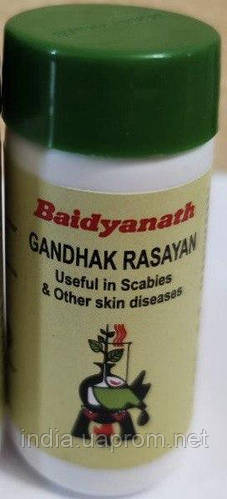 Baidyanath
GANDHAK RASAYAN
Useful in Scabies
& Other skin diseases
india.uaprom.net